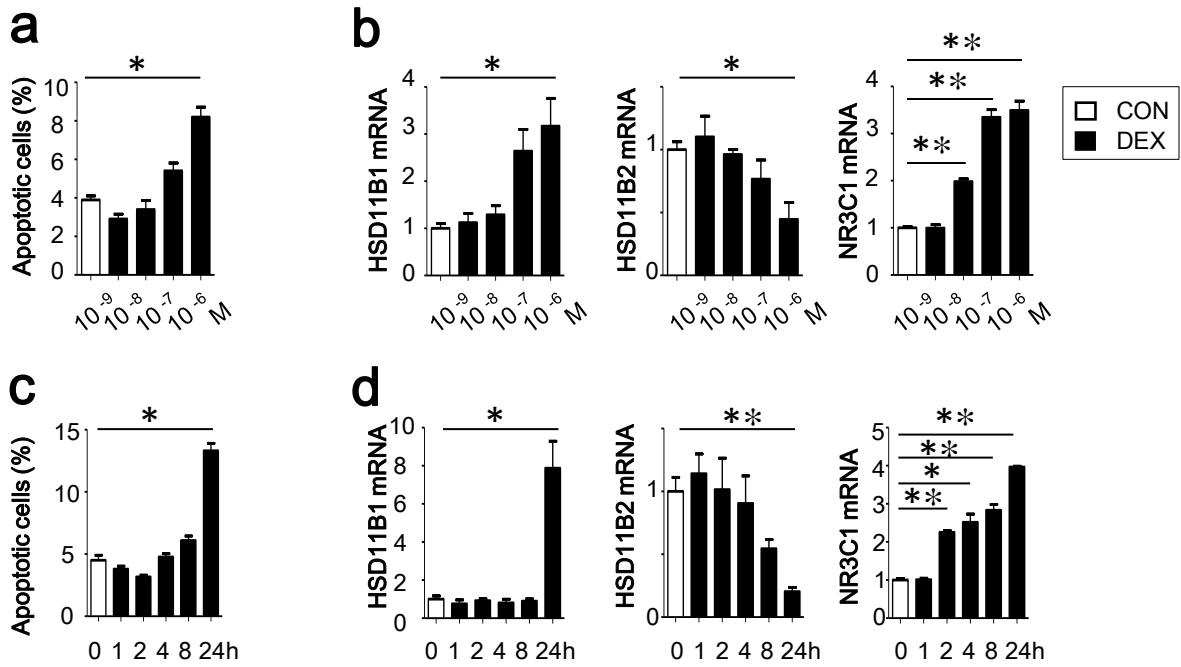 a
Apoptotic cells (%)
10
8
6
4
2
0
*
10⁻⁹ 10⁻⁸ 10⁻⁷ 10⁻⁶ M
b
HSD11B1 mRNA
4
3
2
1
0
*
10⁻⁹ 10⁻⁸ 10⁻⁷ 10⁻⁶ M
HSD11B2 mRNA
1
0
*
10⁻⁹ 10⁻⁸ 10⁻⁷ 10⁻⁶ M
NR3C1 mRNA
4
3
2
1
0
**
**
**
10⁻⁹ 10⁻⁸ 10⁻⁷ 10⁻⁶ M
CON
DEX
c
Apoptotic cells (%)
15
10
5
0
*
0 1 2 4 8 24h
d
HSD11B1 mRNA
10
8
6
4
2
0
*
0 1 2 4 8 24h
HSD11B2 mRNA
1
0
**
0 1 2 4 8 24h
NR3C1 mRNA
5
4
3
2
1
0
**
**
*
**
0 1 2 4 8 24h